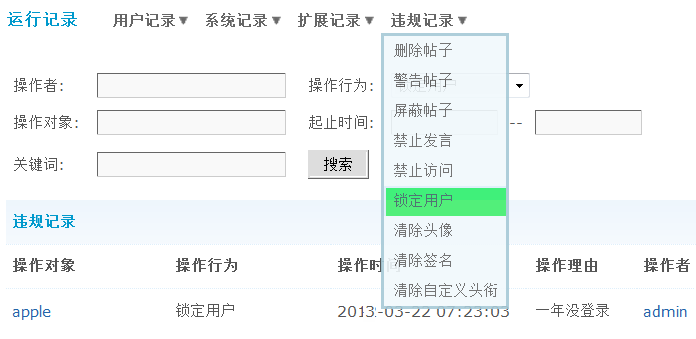 运行记录 用户记录▼ 系统记录▼ 扩展记录▼ 违规记录▼
删除帖子
警告帖子
屏蔽帖子
禁止发言
禁止访问
锁定用户
清除头像
清除签名
清除自定义头衔
操作者: 操作行为:
操作对象: 起止时间: --
关键词: 搜索
违规记录
操作对象 操作行为 操作时间 操作理由 操作者
apple 锁定用户 2013-03-22 07:23:03 一年没登录 admin